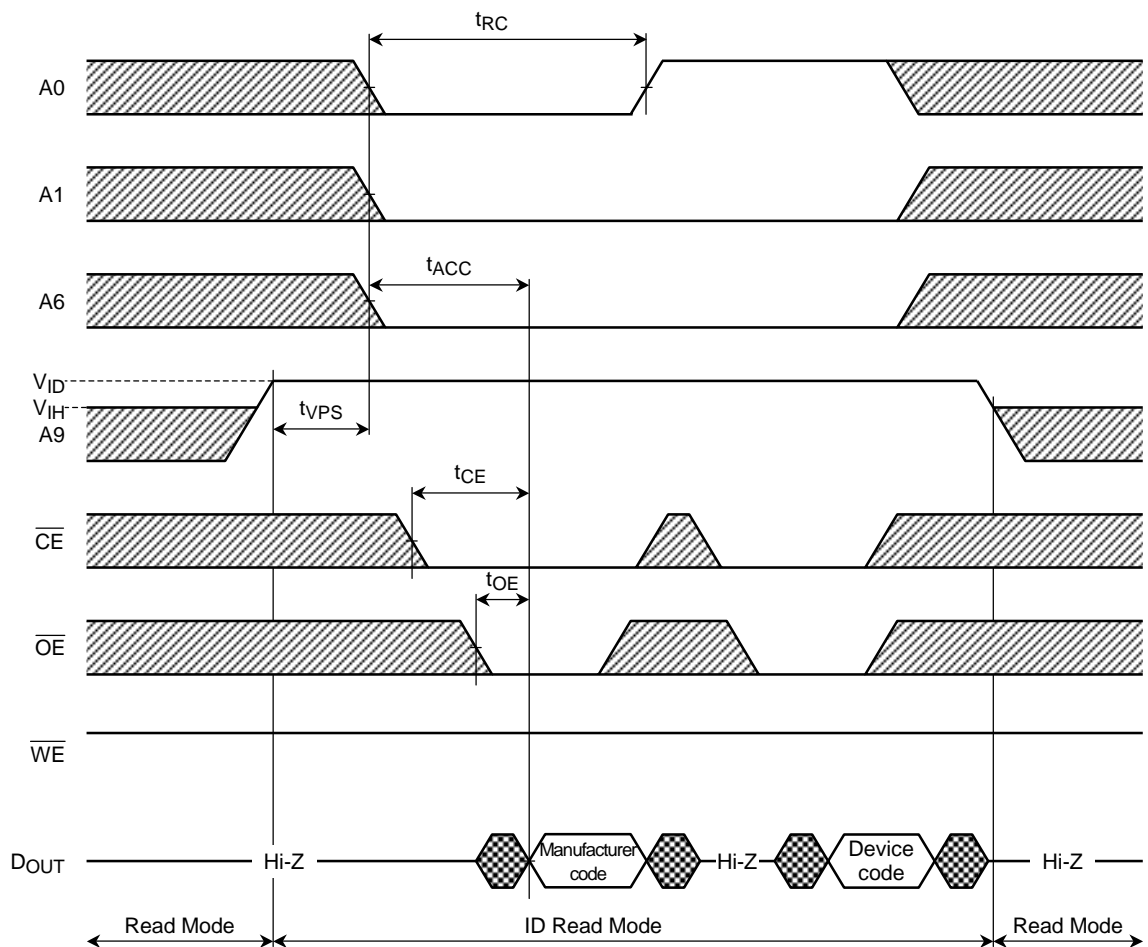 tRC
A0
A1
tACC
A6
VID
VIH
tVPS
A9
tCE
CE
tOE
OE
WE
DOUT
Hi-Z
Manufacturer
code
Hi-Z
Device
code
Hi-Z
Read Mode
ID Read Mode
Read Mode